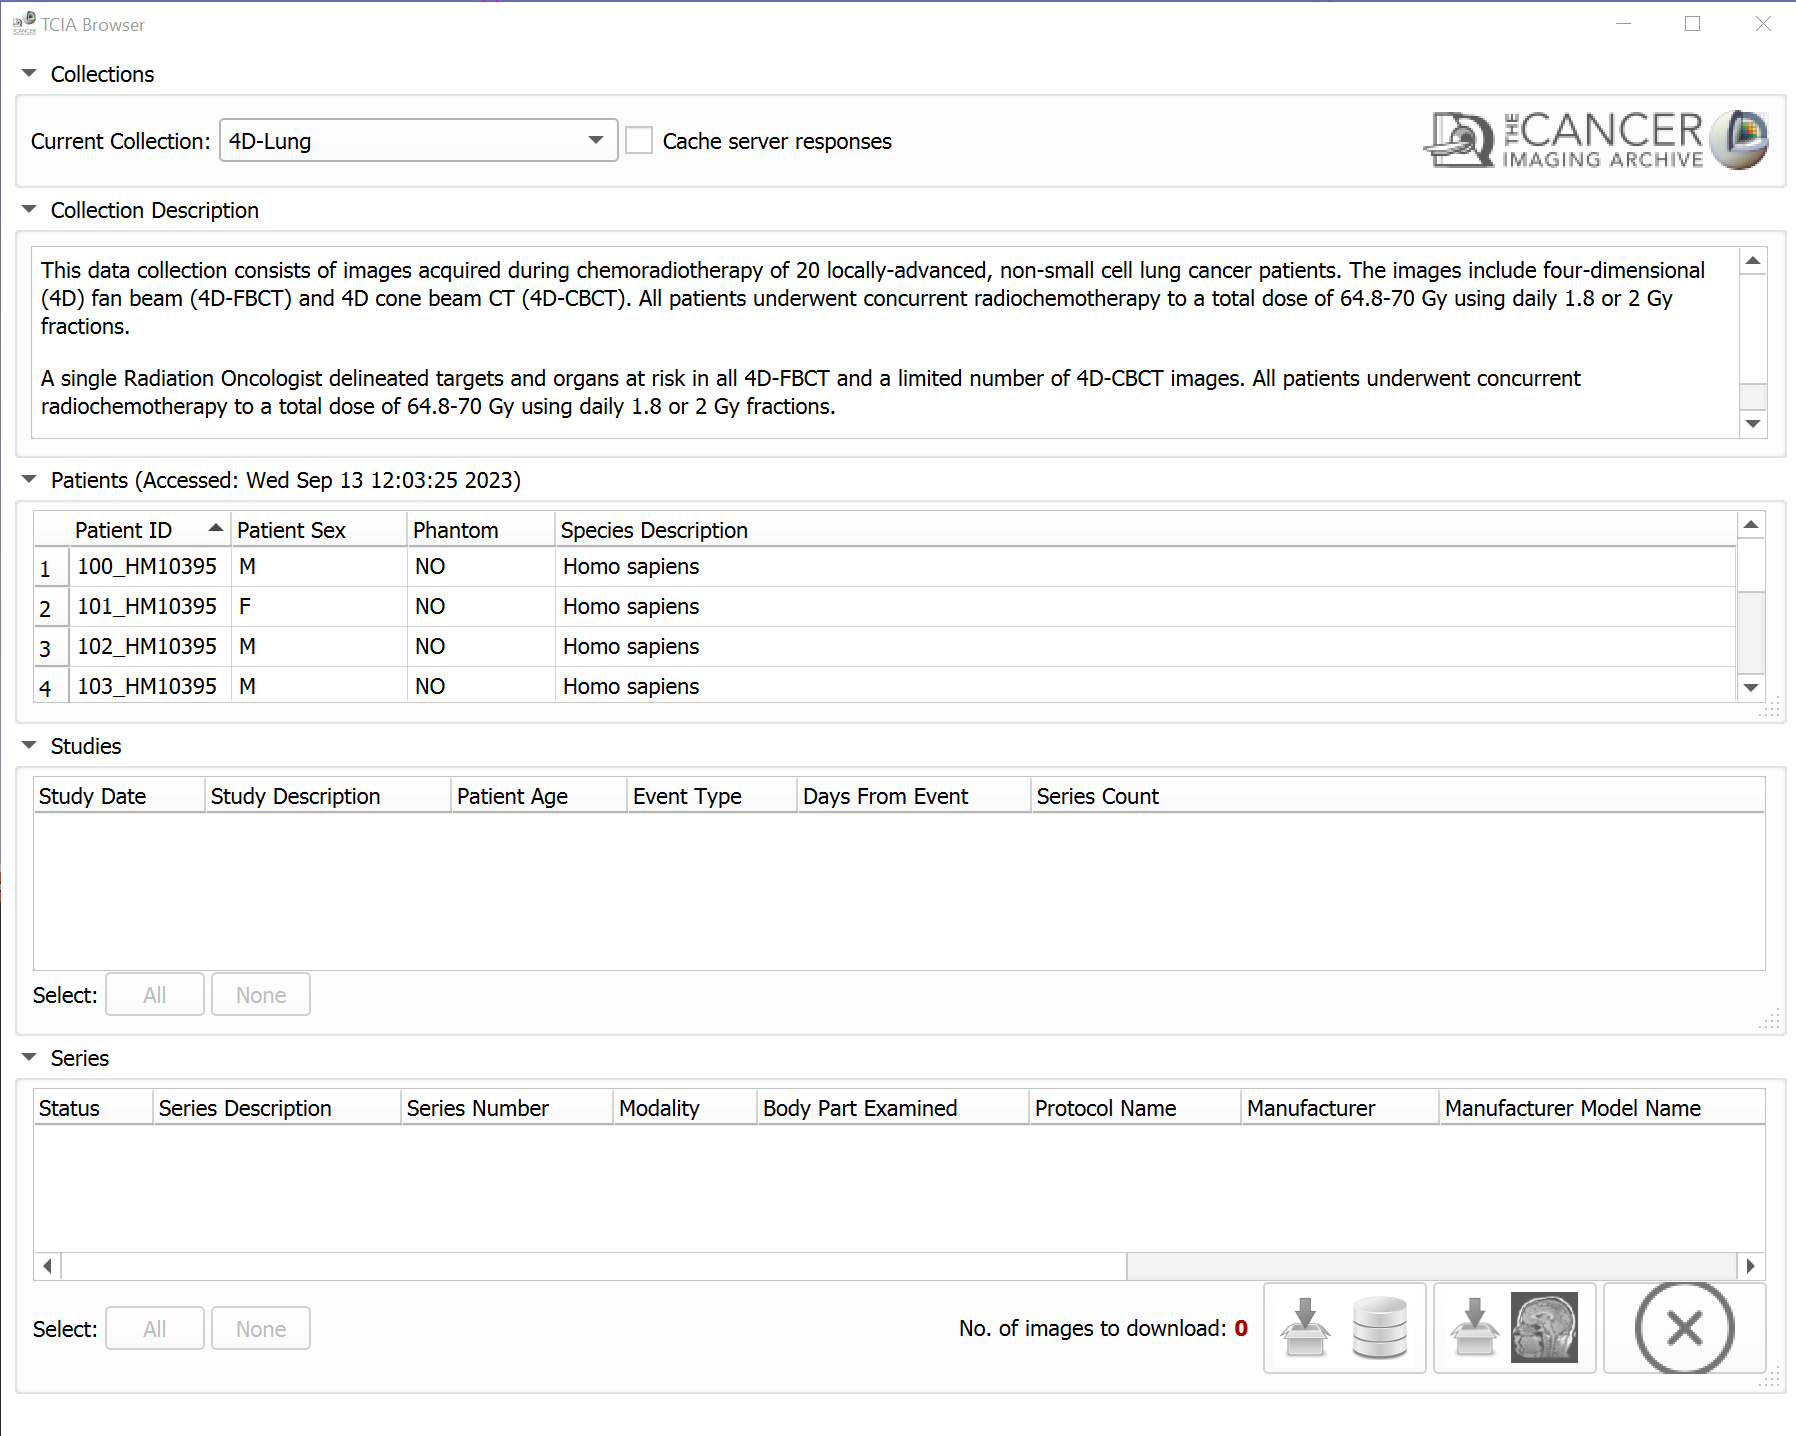 TCIA Browser
Collections
Current Collection: 4D-Lung Cache server responses
THE CANCER IMAGING ARCHIVE
Collection Description
This data collection consists of images acquired during chemoradiotherapy of 20 locally-advanced, non-small cell lung cancer patients. The images include four-dimensional
(4D) fan beam (4D-FBCT) and 4D cone beam CT (4D-CBCT). All patients underwent concurrent radiochemotherapy to a total dose of 64.8-70 Gy using daily 1.8 or 2 Gy
fractions.
A single Radiation Oncologist delineated targets and organs at risk in all 4D-FBCT and a limited number of 4D-CBCT images. All patients underwent concurrent
radiochemotherapy to a total dose of 64.8-70 Gy using daily 1.8 or 2 Gy fractions.
Patients (Accessed: Wed Sep 13 12:03:25 2023)
Patient ID Patient Sex Phantom Species Description
1 100_HM10395 M NO Homo sapiens
2 101_HM10395 F NO Homo sapiens
3 102_HM10395 M NO Homo sapiens
4 103_HM10395 M NO Homo sapiens
Studies
Study Date Study Description Patient Age Event Type Days From Event Series Count
Select: All None
Series
Status Series Description Series Number Modality Body Part Examined Protocol Name Manufacturer Manufacturer Model Name
Select: All None No. of images to download: 0